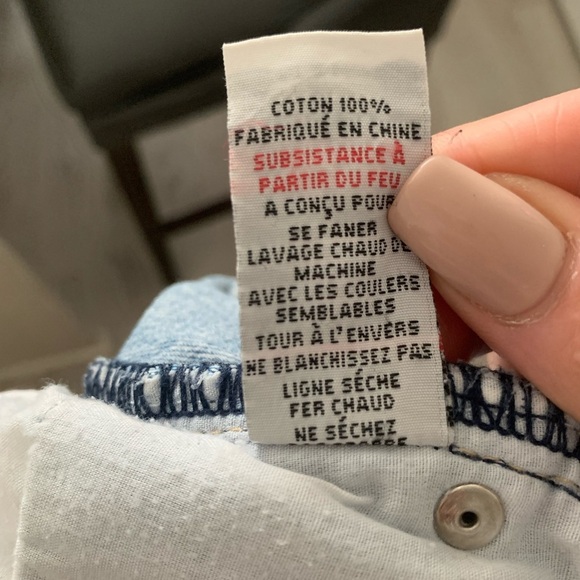 COTON 100%
FABRIQUÉ EN CHINE
SUBSISTANCE À
PARTIR DU FEU
A CONÇU POUR
SE FANER
LAVAGE CHAUD DE
MACHINE
AVEC LES COULERS
SEMBLABLES
TOUR À L'ENVÉRS
NE BLANCHISSEZ PAS
LIGNE SÉCHE
FER CHAUD
NE SÉCHEZ